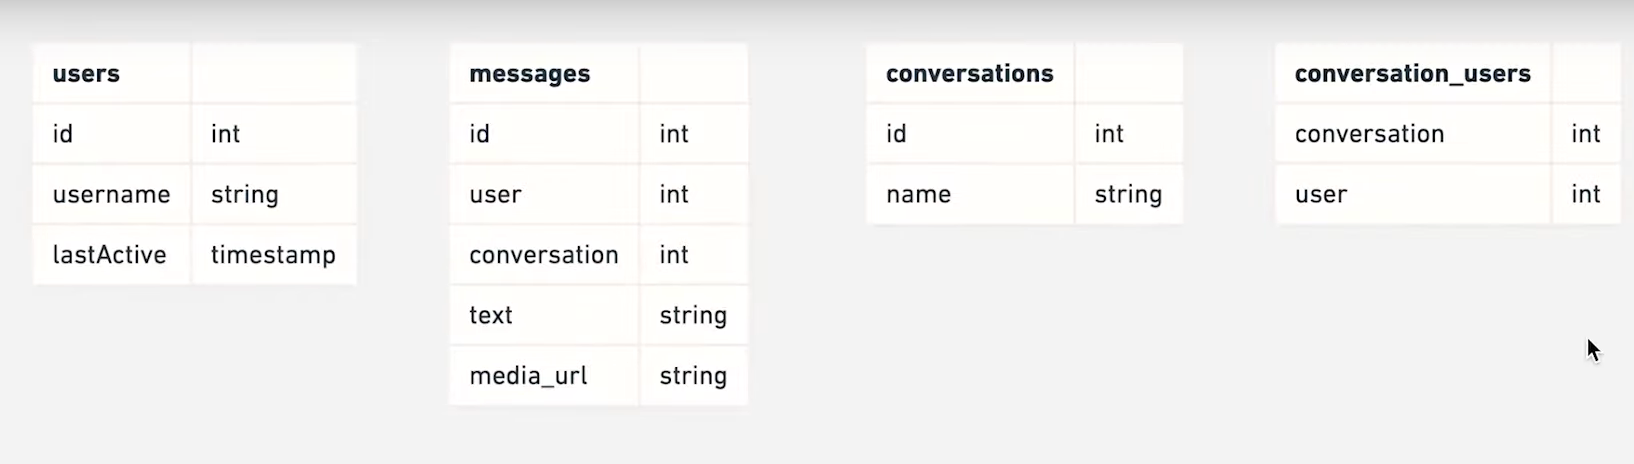 users
id int
username string
lastActive timestamp
messages
id int
user int
conversation int
text string
media_url string
conversations
id int
name string
conversation_users
conversation int
user int